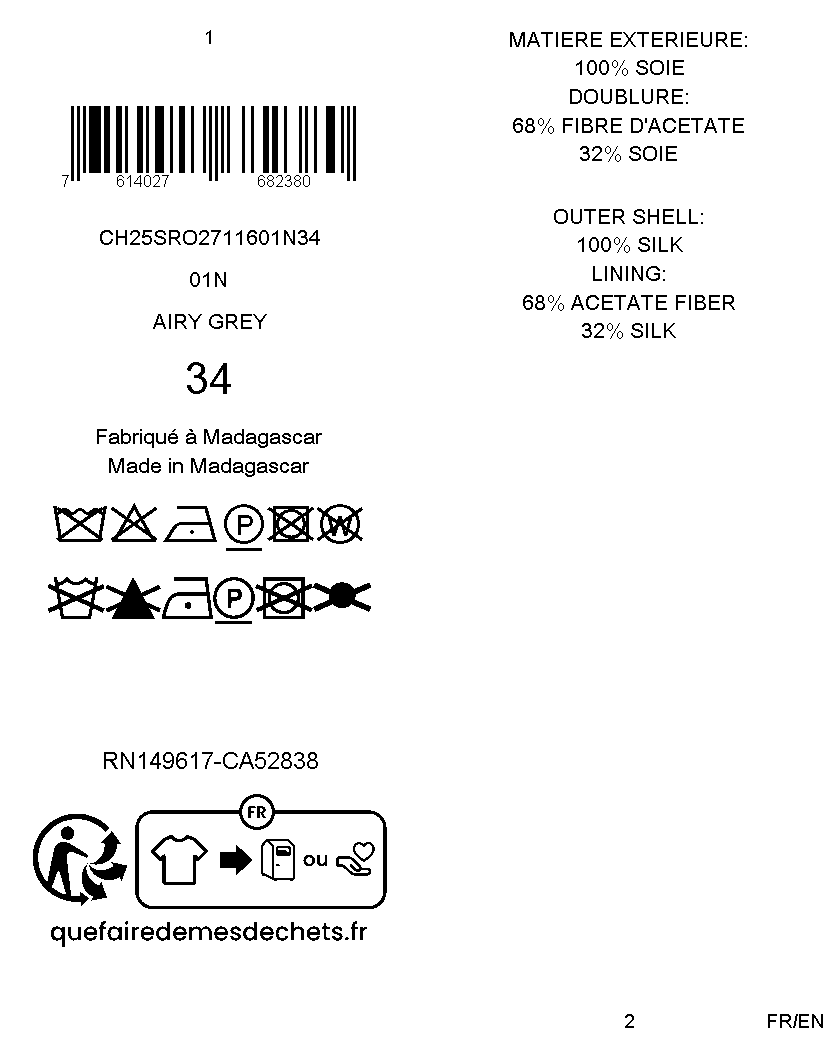 1
7 614027 682380
CH25SRO2711601N34
01N
AIRY GREY
34
Fabriqué à Madagascar
Made in Madagascar
P W
P
RN149617-CA52838
FR
ou
quefairedemesdechets.fr
MATIERE EXTERIEURE:
100% SOIE
DOUBLURE:
68% FIBRE D'ACETATE
32% SOIE
OUTER SHELL:
100% SILK
LINING:
68% ACETATE FIBER
32% SILK
2
FR/EN